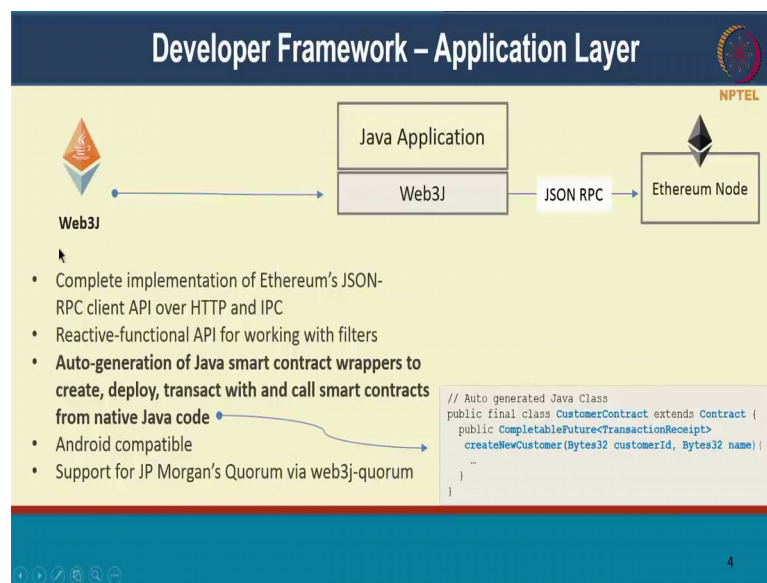 Developer Framework – Application Layer
NPTEL
Java Application
Web3J
JSON RPC
Ethereum Node
Web3J
• Complete implementation of Ethereum's JSON-
RPC client API over HTTP and IPC
• Reactive-functional API for working with filters
• Auto-generation of Java smart contract wrappers to
create, deploy, transact with and call smart contracts
from native Java code
• Android compatible
• Support for JP Morgan's Quorum via web3j-quorum
// Auto generated Java Class
public final class CustomerContract extends Contract {
public CompletableFuture<TransactionReceipt>
createNewCustomer(Bytes32 customerId, Bytes32 name){
…
}
}
4